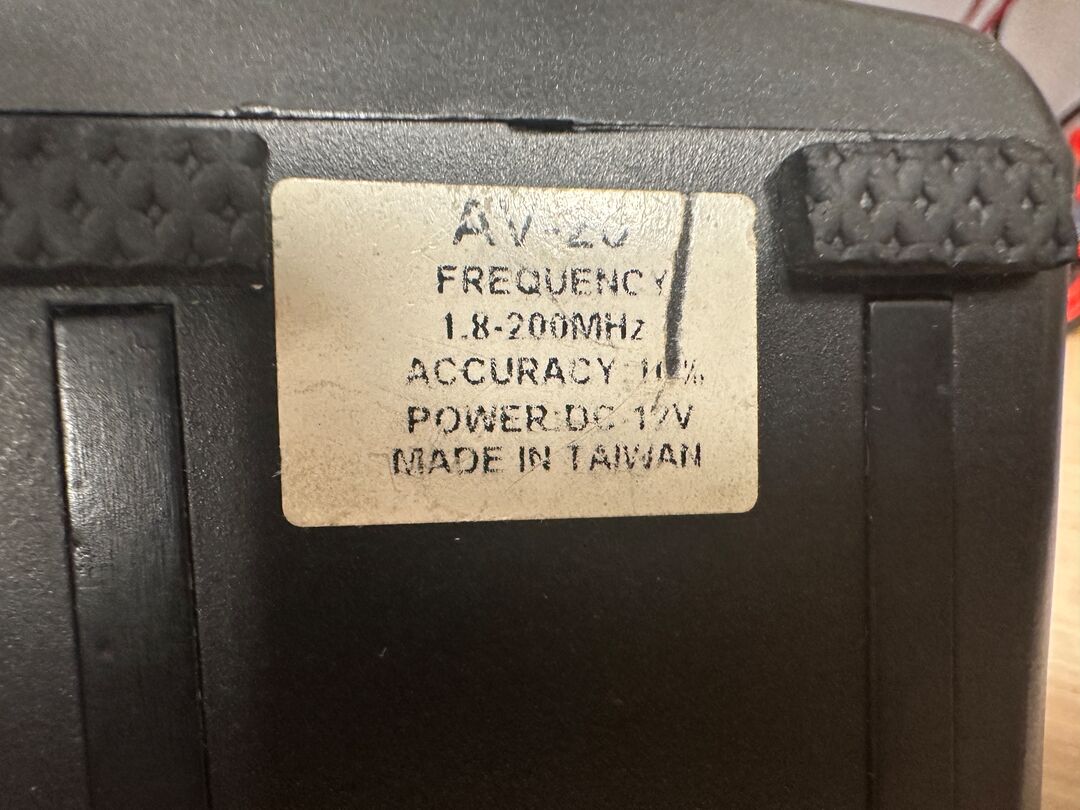 AV-20
FREQUENCY
1.8-200MHz
ACCURACY 10%
POWER:DC 12V
MADE IN TAIWAN